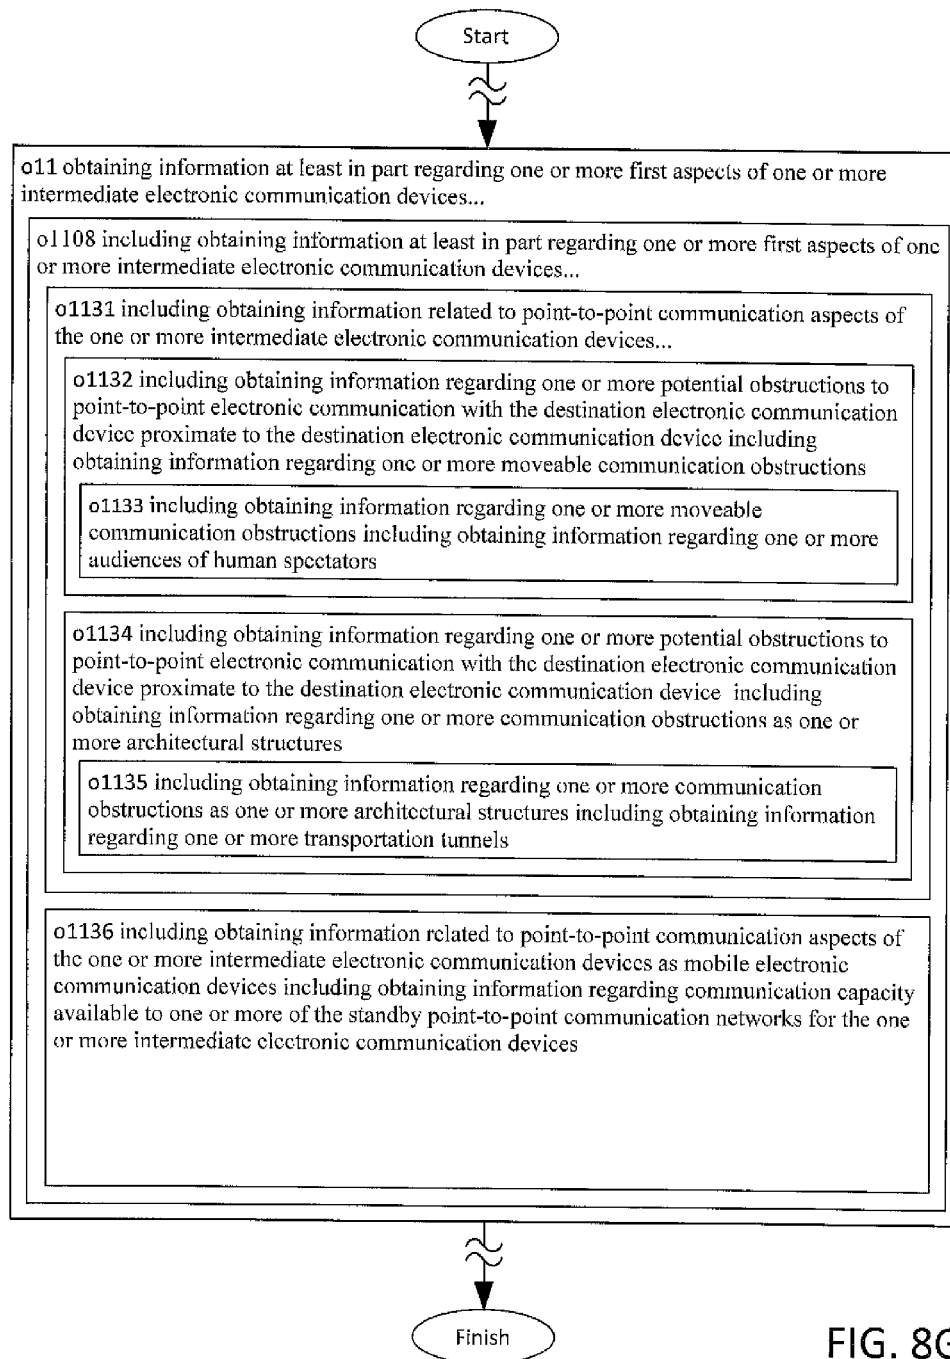 Start
o11 obtaining information at least in part regarding one or more first aspects of one or more
intermediate electronic communication devices...
o1108 including obtaining information at least in part regarding one or more first aspects of one
or more intermediate electronic communication devices...
o1131 including obtaining information related to point-to-point communication aspects of
the one or more intermediate electronic communication devices...
o1132 including obtaining information regarding one or more potential obstructions to
point-to-point electronic communication with the destination electronic communication
device proximate to the destination electronic communication device including
obtaining information regarding one or more moveable communication obstructions
o1133 including obtaining information regarding one or more moveable
communication obstructions including obtaining information regarding one or more
audiences of human spectators
o1134 including obtaining information regarding one or more potential obstructions to
point-to-point electronic communication with the destination electronic communication
device proximate to the destination electronic communication device including
obtaining information regarding one or more communication obstructions as one or
more architectural structures
o1135 including obtaining information regarding one or more communication
obstructions as one or more architectural structures including obtaining information
regarding one or more transportation tunnels
o1136 including obtaining information related to point-to-point communication aspects of
the one or more intermediate electronic communication devices as mobile electronic
communication devices including obtaining information regarding communication capacity
available to one or more of the standby point-to-point communication networks for the one
or more intermediate electronic communication devices
Finish
FIG. 8G